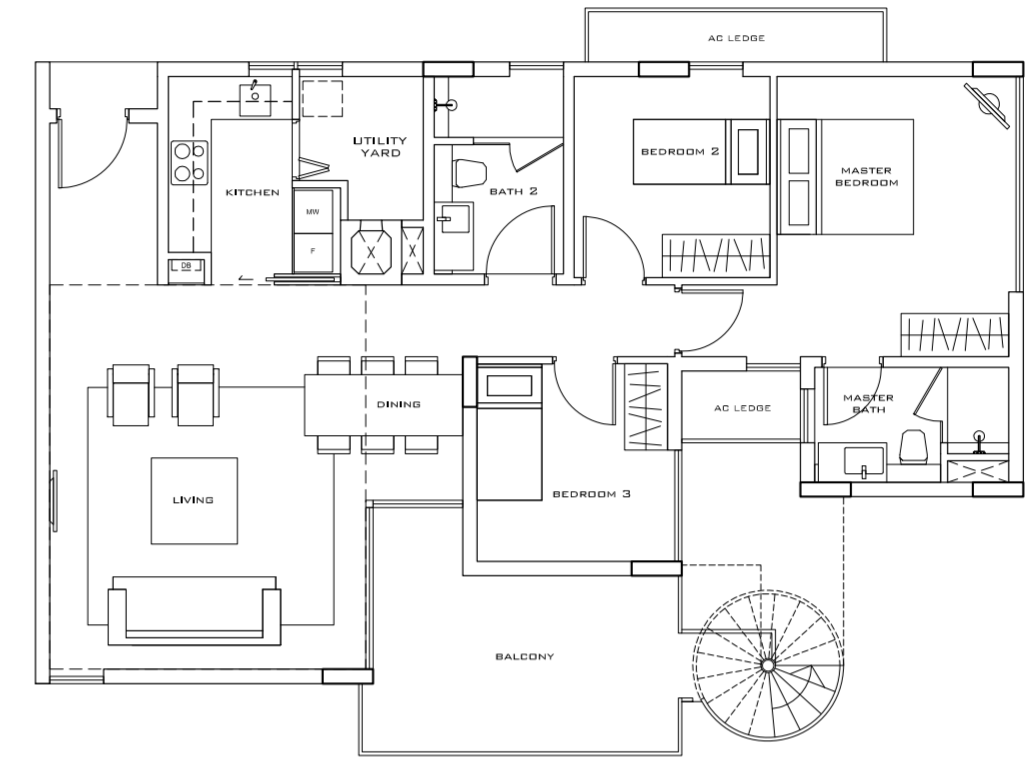 AC LEDGE
UTILITY
YARD
BEDROOM 2
MASTER
BEDROOM
KITCHEN
BATH 2
MW
F
X
X
DB
DINING
AC LEDGE
MASTER
BATH
LIVING
BEDROOM 3
BALCONY